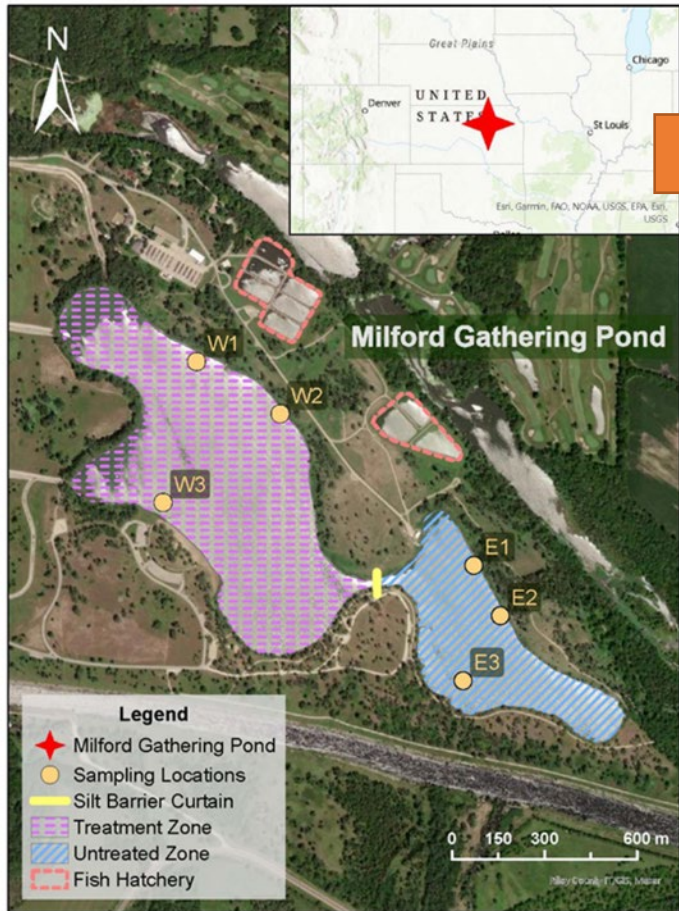 N
Great Plains
Chicago
UNITED
STATES
Denver
St Louis
Esri, Garmin, FAO, NOAA, USGS, EPA, Esri,
USGS
Milford Gathering Pond
W1
W2
W3
E1
E2
E3
Legend
Milford Gathering Pond
Sampling Locations
Silt Barrier Curtain
Treatment Zone
Untreated Zone
Fish Hatchery
0 150 300 600 m
Riley County